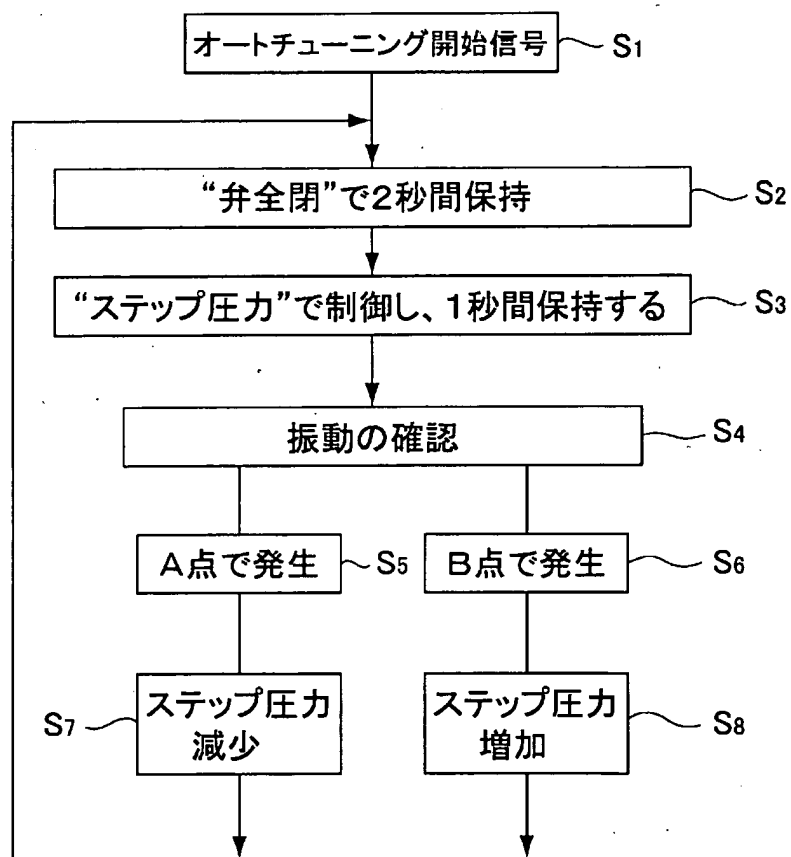 オートチューニング開始信号
S1
“弁全閉”で2秒間保持
S2
“ステップ圧力”で制御し、1秒間保持する
S3
振動の確認
S4
A点で発生
S5
B点で発生
S6
S7
ステップ圧力
減少
ステップ圧力
増加
S8